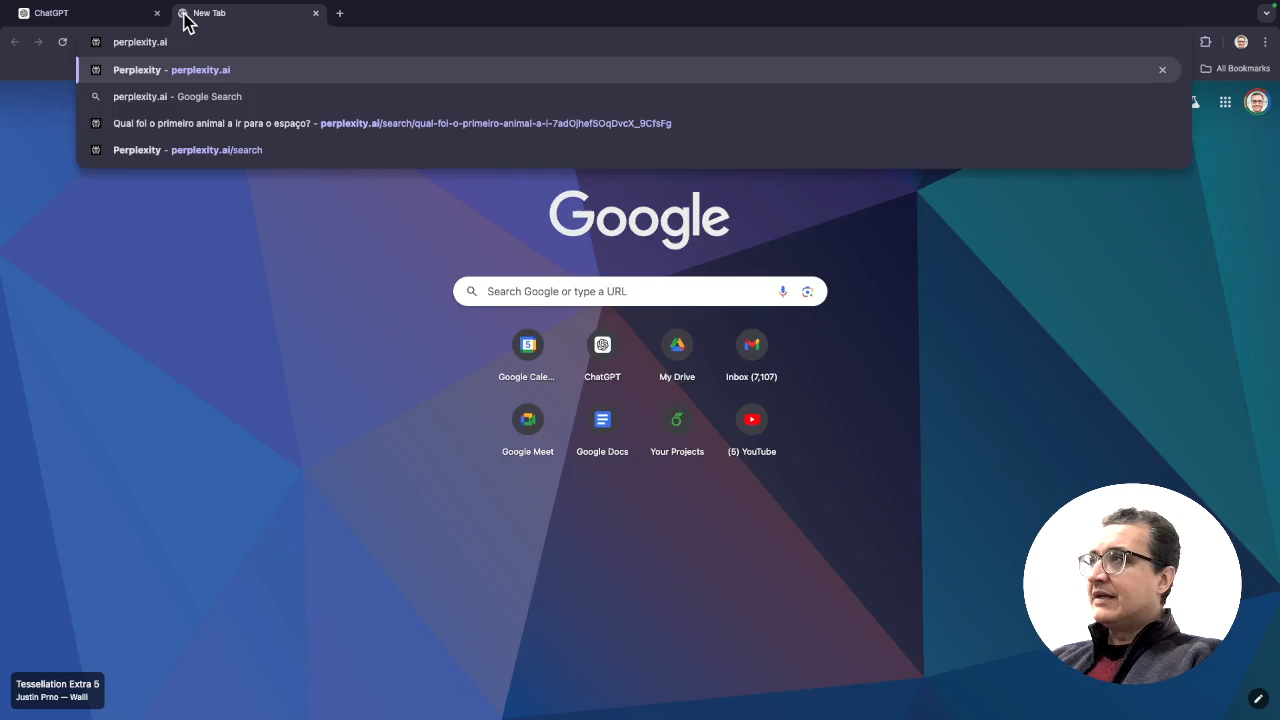 ChatGPT
New Tab
perplexity.ai
Perplexity – perplexity.ai
All Bookmarks
perplexity.ai – Google Search
Qual foi o primeiro animal a ir para o espaço? – perplexity.ai/search/qual-foi-o-primeiro-animal-a-i-7adOjhefSOqDvcX_9CfsFg
Perplexity – perplexity.ai/search
Google
Search Google or type a URL
5
Google Cale...
ChatGPT
My Drive
Inbox (7,107)
Google Meet
Google Docs
Your Projects
(5) YouTube
Tessellation Extra 5
Justin Prno — Walli